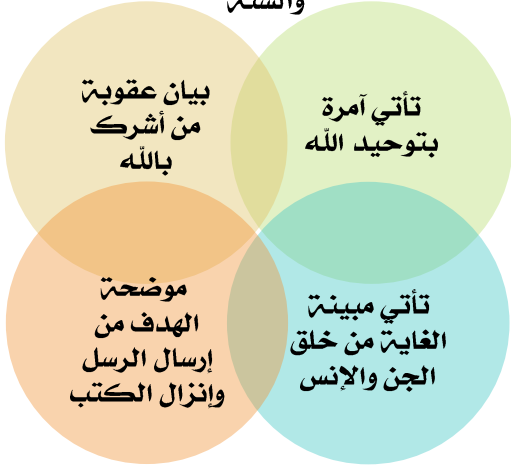 والسنة
تأتي آمرة
بتوحيد الله
بيان عقوبة
من أشرك
بالله
تأتي مبينة
الغاية من خلق
الجن والإنس
موضحة
الهدف من
إرسال الرسل
وإنزال الكتب